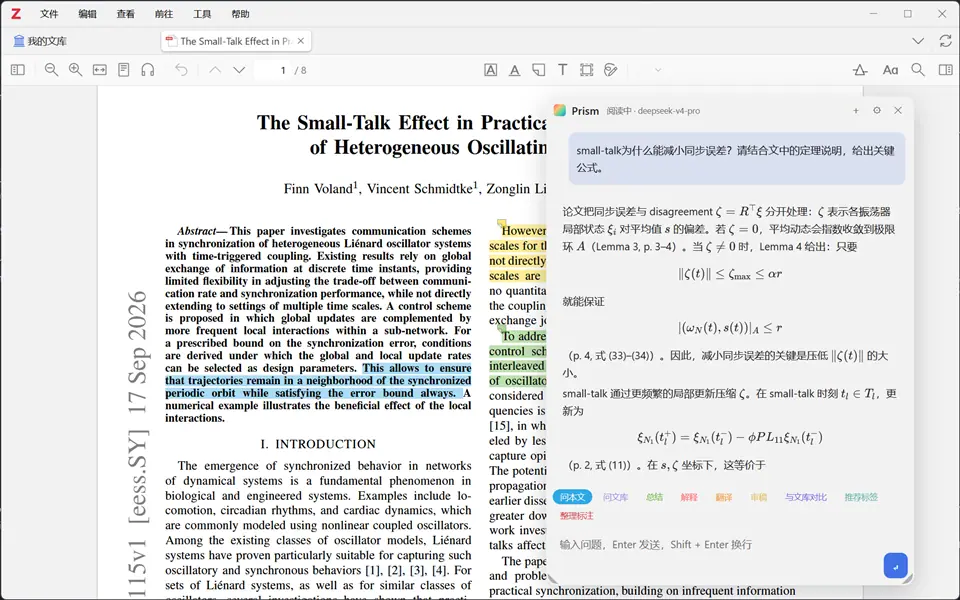 Z 文件 编辑 查看 前往 工具 帮助
我的文库
The Small-Talk Effect in Pr
1 / 8
The Small-Talk Effect in Practica
of Heterogeneous Oscillatin
Finn Voland¹, Vincent Schmidtke¹, Zonglin Li
Abstract— This paper investigates communication schemes
in synchronization of heterogeneous Liénard oscillator systems
with time-triggered coupling. Existing results rely on global
exchange of information at discrete time instants, providing
limited flexibility in adjusting the trade-off between communi-
cation rate and synchronization performance, while not directly
extending to settings of multiple time scales. A control scheme
is proposed in which global updates are complemented by
more frequent local interactions within a sub-network. For
a prescribed bound on the synchronization error, conditions
are derived under which the global and local update rates
can be selected as design parameters. This allows to ensure
that trajectories remain in a neighborhood of the synchronized
periodic orbit while satisfying the error bound always. A
numerical example illustrates the beneficial effect of the local
interactions.
I. INTRODUCTION
The emergence of synchronized behavior in networks
of dynamical systems is a fundamental phenomenon in
biological and engineered systems. Examples include lo-
comotion, circadian rhythms, and cardiac dynamics, which
are commonly modeled using nonlinear coupled oscillators.
Among the existing classes of oscillator models, Liénard
systems have proven particularly suitable for capturing such
oscillatory and synchronous behaviors [1], [2], [3], [4]. For
sets of Liénard systems, as well as for similar classes of
115v1 [eess.SY] 17 Sep 2026
However
scales for th
not directly
scales are
no quantita
the couplin
exchange jo
To addre
control sch
interleaved
of oscillato
considered
quencies is
[15], in wh
eled by les
capture opi
The potenti
propagation
earlier diss
greater dow
work inves
talks affect
The pape
and proble
practical synchronization, building on infrequent information
Prism 阅读中 · deepseek-v4-pro
small-talk为什么能减小同步误差？请结合文中的定理说明，给出关键
公式。
论文把同步误差与 disagreement ζ = R⊤ξ 分开处理：ζ 表示各振荡器
局部状态 ξᵢ 对平均值 s 的偏差。若 ζ = 0，平均动态会指数收敛到极限
环 A（Lemma 3, p. 3–4）。当 ζ ≠ 0 时，Lemma 4 给出：只要
‖ζ(t)‖ ≤ ζmax ≤ αr
就能保证
|(ωN(t), s(t))|A ≤ r
（p. 4, 式 (33)–(34)）。因此，减小同步误差的关键是压低 ‖ζ(t)‖ 的大
小。
small-talk 通过更频繁的局部更新压缩 ζ。在 small-talk 时刻 tl ∈ Tl，更
新为
ξN₁(tl⁺) = ξN₁(tl⁻) − ϕPL₁₁ξN₁(tl⁻)
（p. 2, 式 (11)）。在 s, ζ 坐标下，这等价于
问本文 问文库 总结 解释 翻译 审稿 与文库对比 推荐标签
整理标注
输入问题，Enter 发送，Shift + Enter 换行